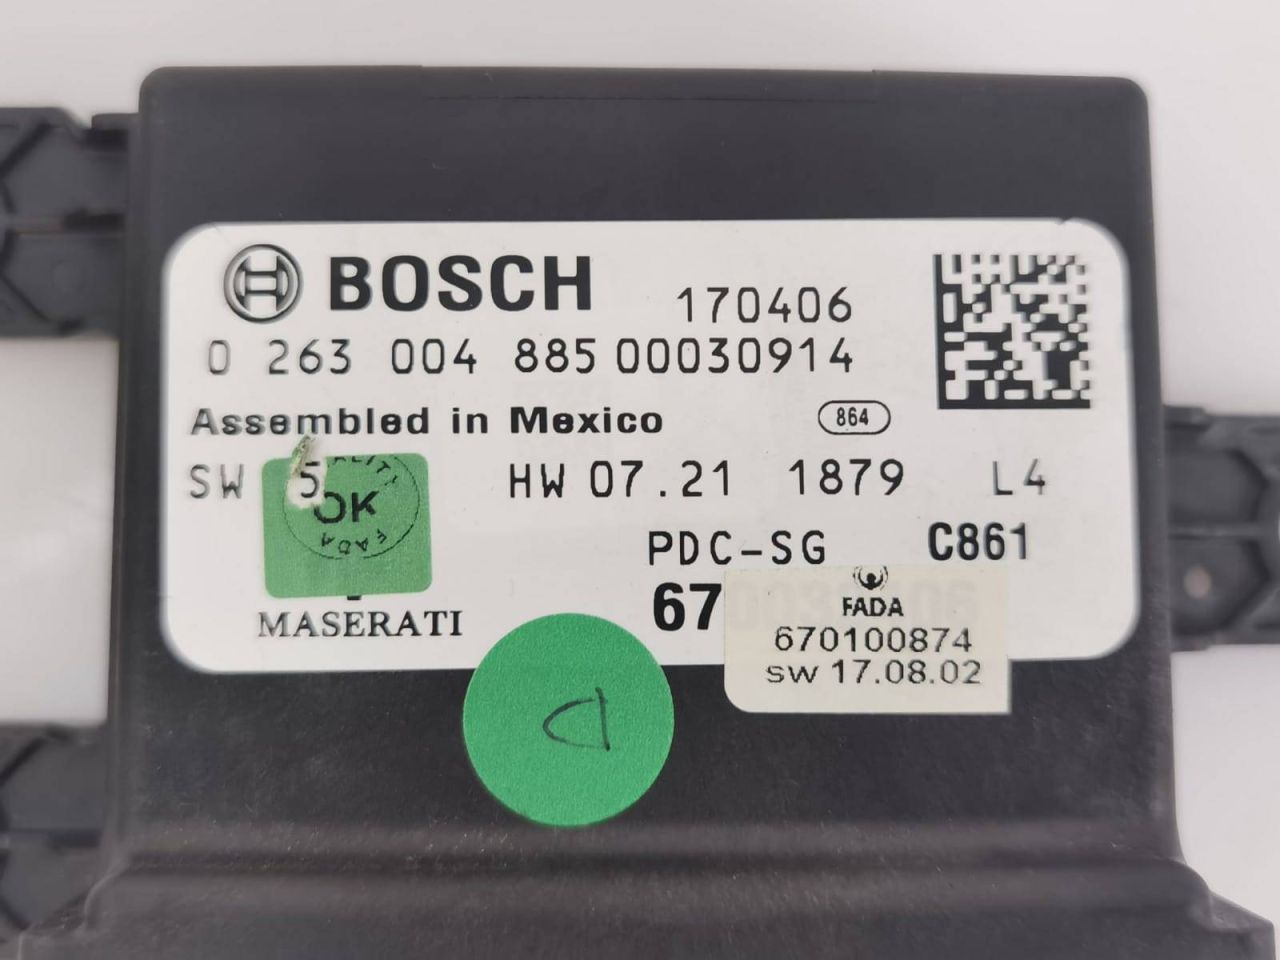 BOSCH 170406
0 263 004 885 00030914
Assembled in Mexico 864
SW 5 HW 07.21 1879 L4
OK
FADA
PDC-SG C861
67
MASERATI
FADA
670100874
sw 17.08.02
D